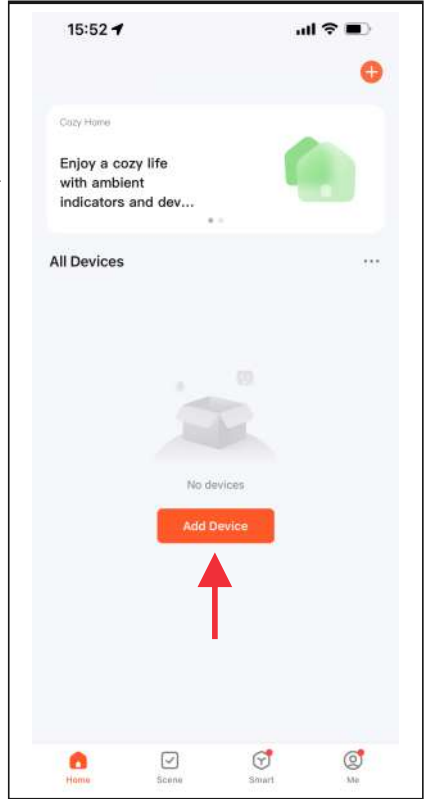 15:52
Cozy Home
Enjoy a cozy life
with ambient
indicators and dev...
All Devices
No devices
Add Device
Home
Scene
Smart
Me